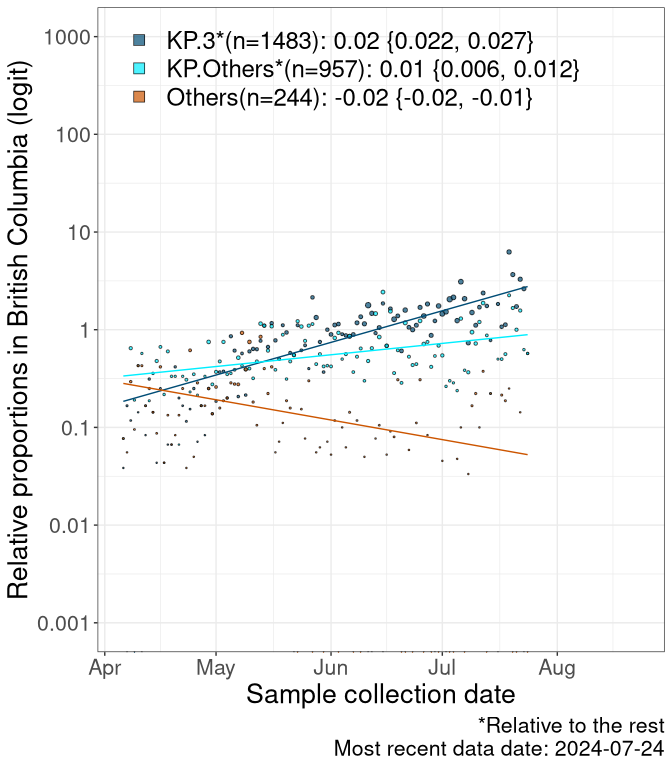 KP.3*(n=1483): 0.02 {0.022, 0.027}
KP.Others*(n=957): 0.01 {0.006, 0.012}
Others(n=244): -0.02 {-0.02, -0.01}
Relative proportions in British Columbia (logit)
1000
100
10
1
0.1
0.01
0.001
Apr May Jun Jul Aug
Sample collection date
*Relative to the rest
Most recent data date: 2024-07-24